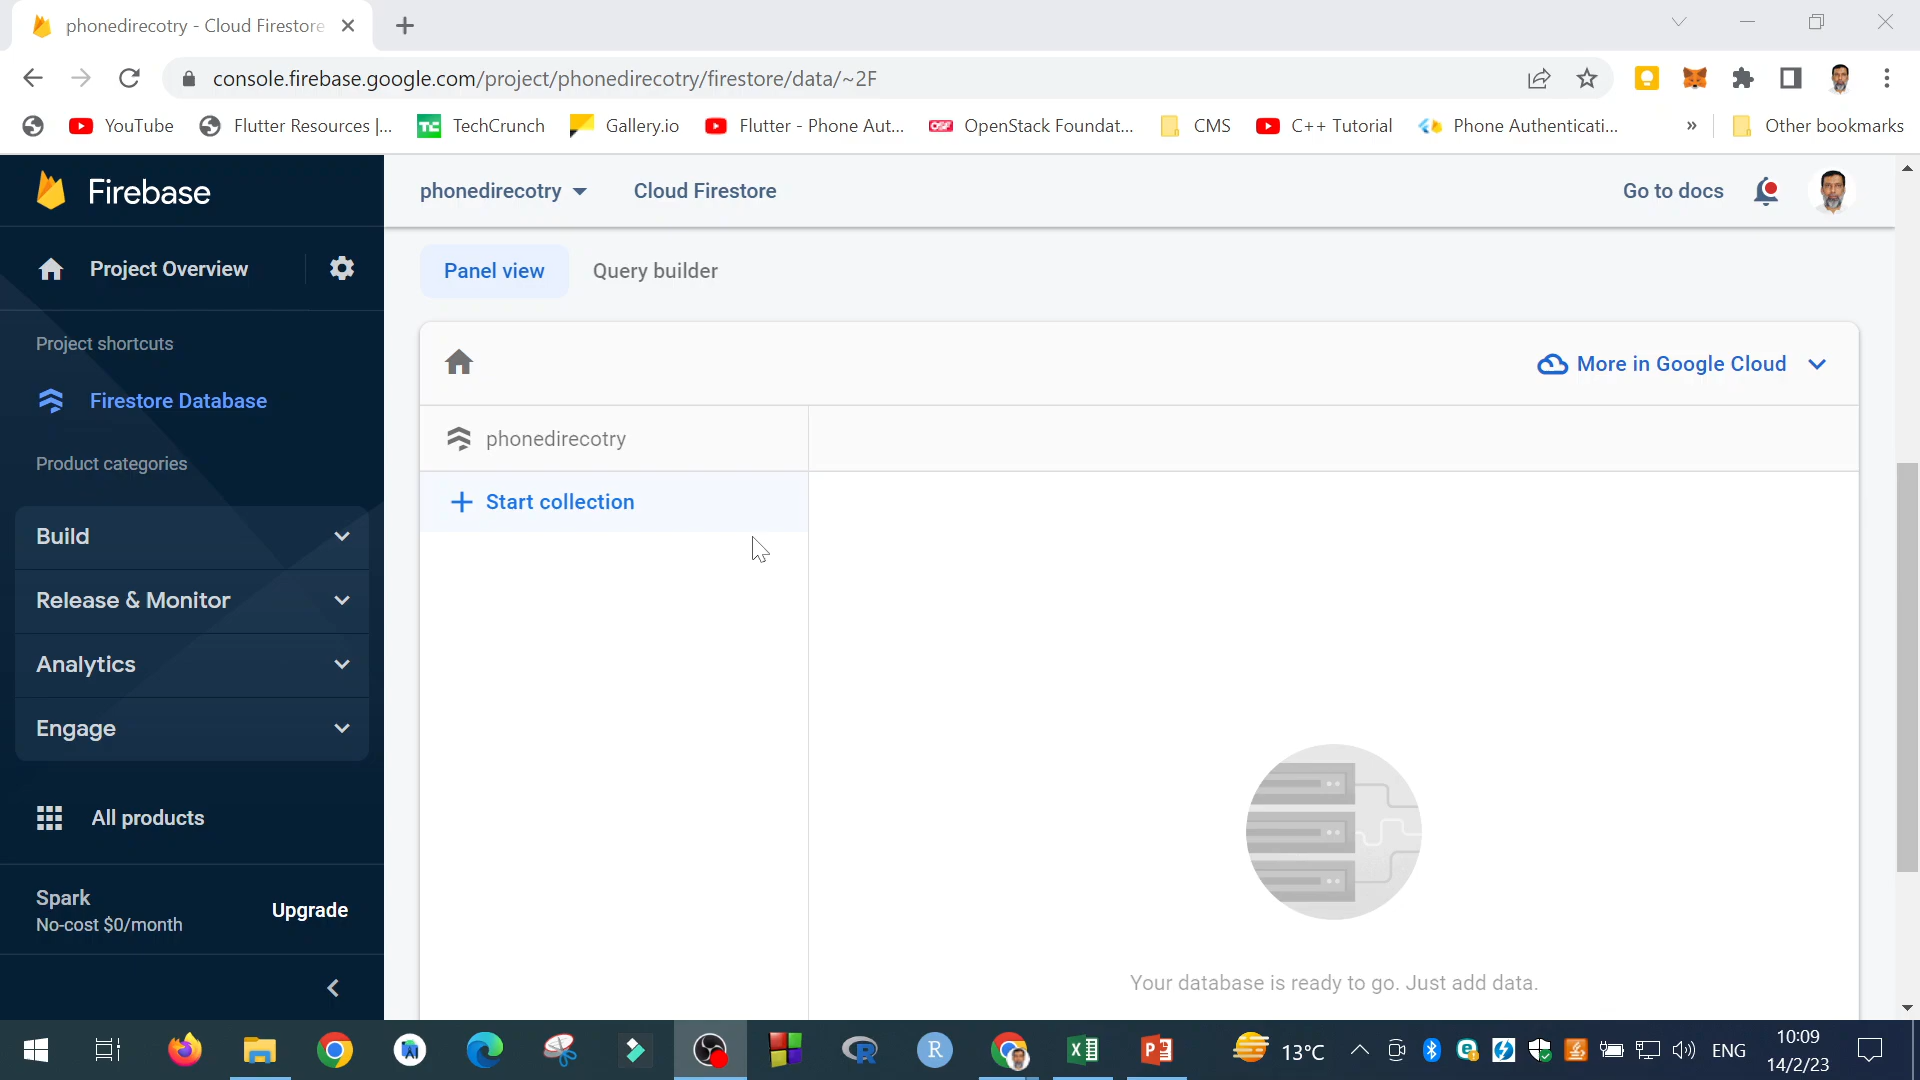 phonedirecotry - Cloud Firestore
console.firebase.google.com/project/phonedirecotry/firestore/data/~2F
YouTube
Flutter Resources |...
TC
TechCrunch
Gallery.io
Flutter - Phone Aut...
OpenStack Foundat...
CMS
C++ Tutorial
Phone Authenticati...
»
Other bookmarks
Firebase
phonedirecotry
Cloud Firestore
Go to docs
Project Overview
Panel view
Query builder
Project shortcuts
More in Google Cloud
Firestore Database
phonedirecotry
Product categories
Start collection
Build
Release & Monitor
Analytics
Engage
All products
Spark
No-cost $0/month
Upgrade
Your database is ready to go. Just add data.
13°C
ENG
10:09
14/2/23